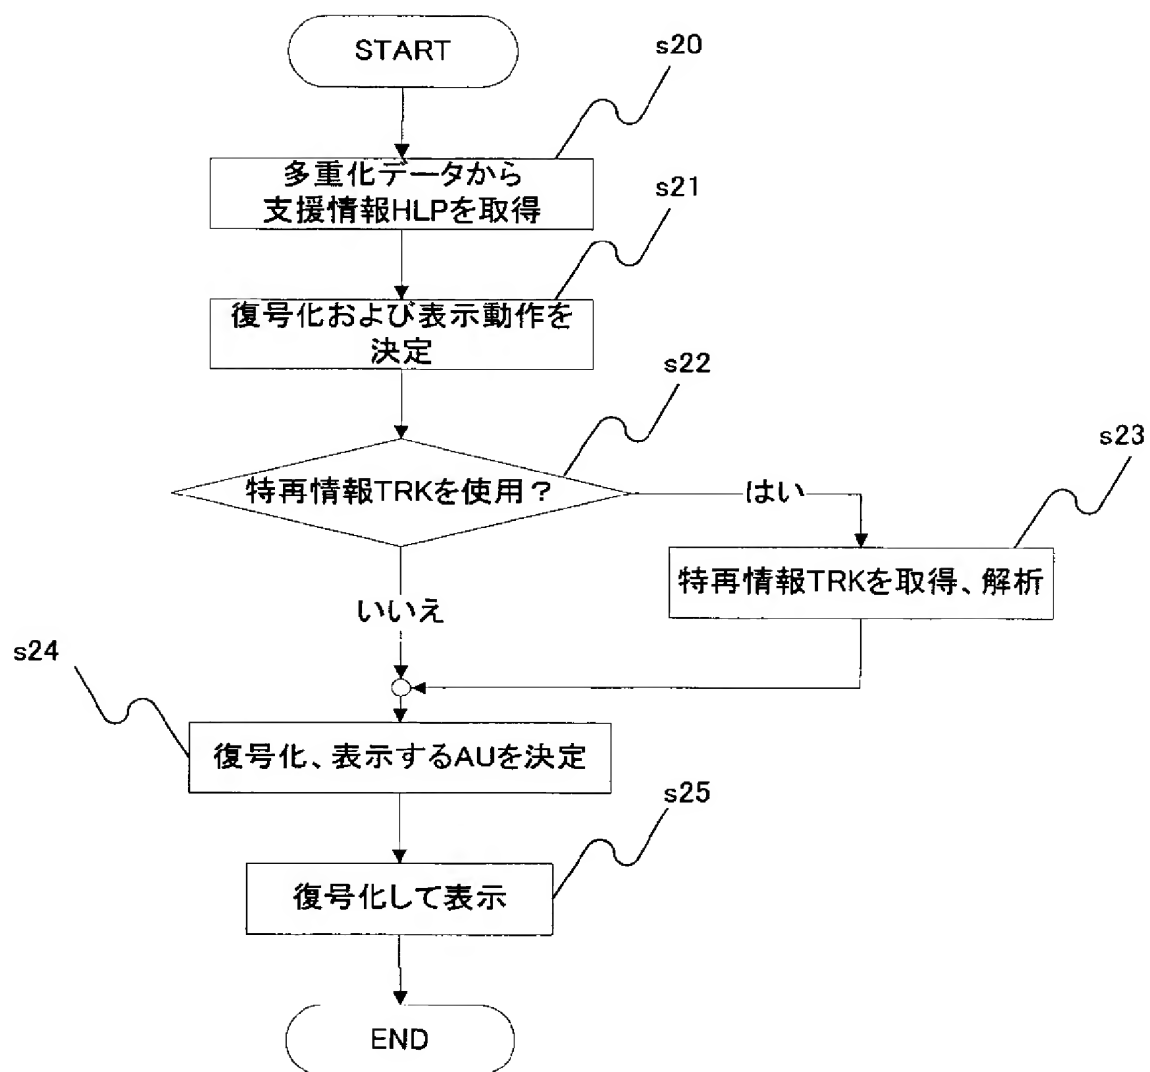 START
s20
多重化データから
支援情報HLPを取得
s21
復号化および表示動作を
決定
s22
特再情報TRKを使用？
はい
s23
特再情報TRKを取得、解析
いいえ
s24
復号化、表示するAUを決定
s25
復号化して表示
END